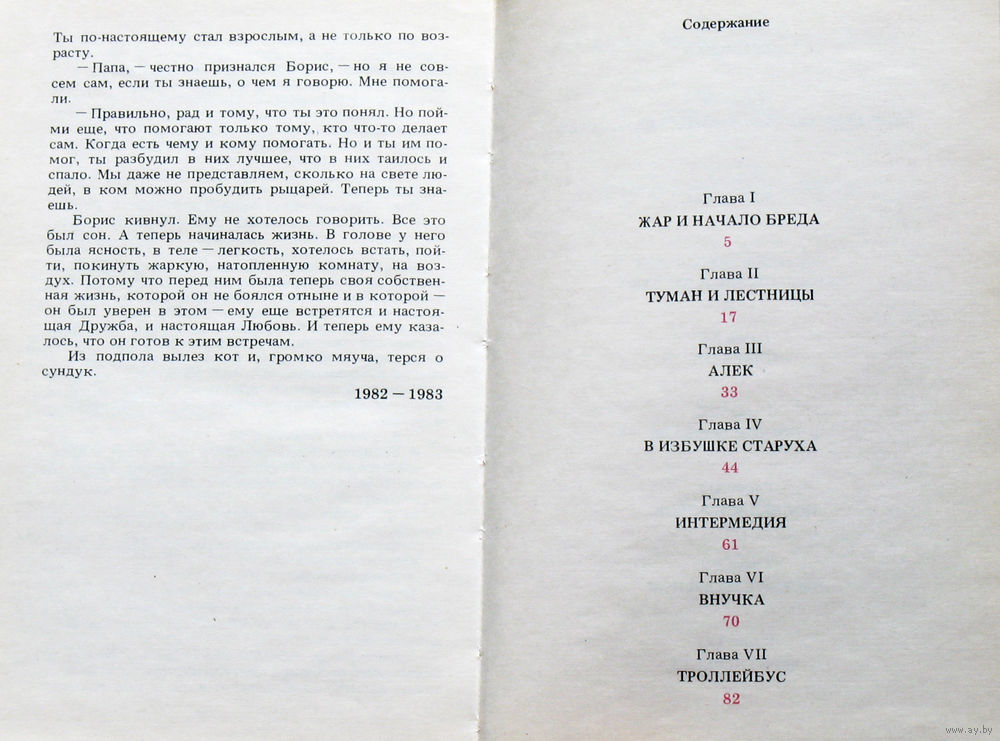 Ты по-настоящему стал взрослым, а не только по воз-
расту.
— Папа, — честно признался Борис, — но я не сов-
сем сам, если ты знаешь, о чем я говорю. Мне помога-
ли.
— Правильно, рад и тому, что ты это понял. Но пой-
ми еще, что помогают только тому, кто что-то делает
сам. Когда есть чему и кому помогать. Но и ты им по-
мог, ты разбудил в них лучшее, что в них таилось и
спало. Мы даже не представляем, сколько на свете лю-
дей, в ком можно пробудить рыцарей. Теперь ты зна-
ешь.
Борис кивнул. Ему не хотелось говорить. Все это
был сон. А теперь начиналась жизнь. В голове у него
была ясность, в теле — легкость, хотелось встать, пой-
ти, покинуть жаркую, натопленную комнату, на воз-
дух. Потому что перед ним была теперь своя собствен-
ная жизнь, которой он не боялся отныне и в которой —
он был уверен в этом — ему еще встретятся и настоя-
щая Дружба, и настоящая Любовь. И теперь ему каза-
лось, что он готов к этим встречам.
Из подпола вылез кот и, громко мяуча, терся о
сундук.
1982 — 1983
Содержание
Глава I
ЖАР И НАЧАЛО БРЕДА
5
Глава II
ТУМАН И ЛЕСТНИЦЫ
17
Глава III
АЛЕК
33
Глава IV
В ИЗБУШКЕ СТАРУХА
44
Глава V
ИНТЕРМЕДИЯ
61
Глава VI
ВНУЧКА
70
Глава VII
ТРОЛЛЕЙБУС
82
www.ay.by